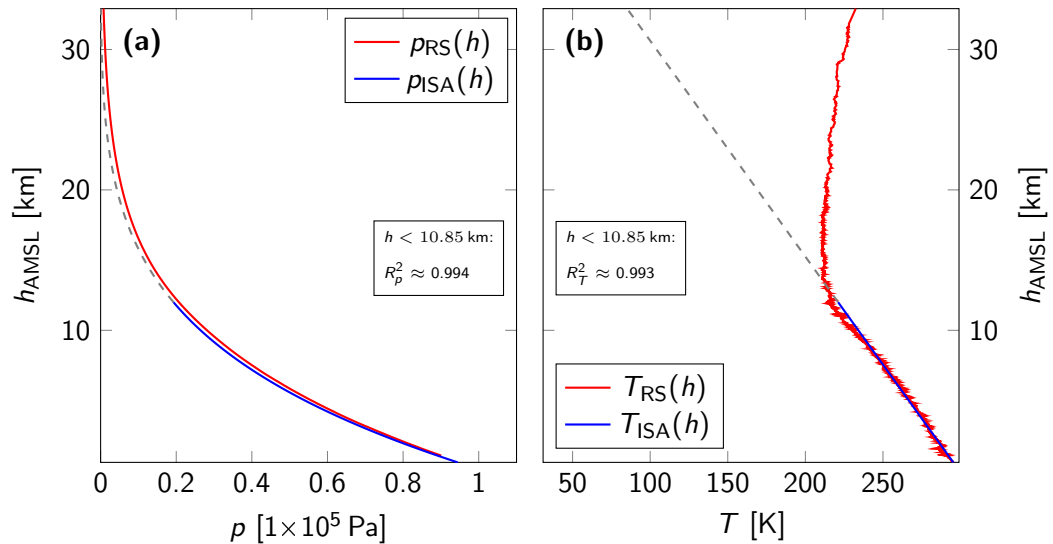 (a)
p_RS(h)
p_ISA(h)
h < 10.85 km:
R_p^2 ≈ 0.994
30
20
10
h_AMSL [km]
0 0.2 0.4 0.6 0.8 1
p [1×10^5 Pa]
(b)
h < 10.85 km:
R_T^2 ≈ 0.993
T_RS(h)
T_ISA(h)
30
20
10
h_AMSL [km]
50 100 150 200 250
T [K]